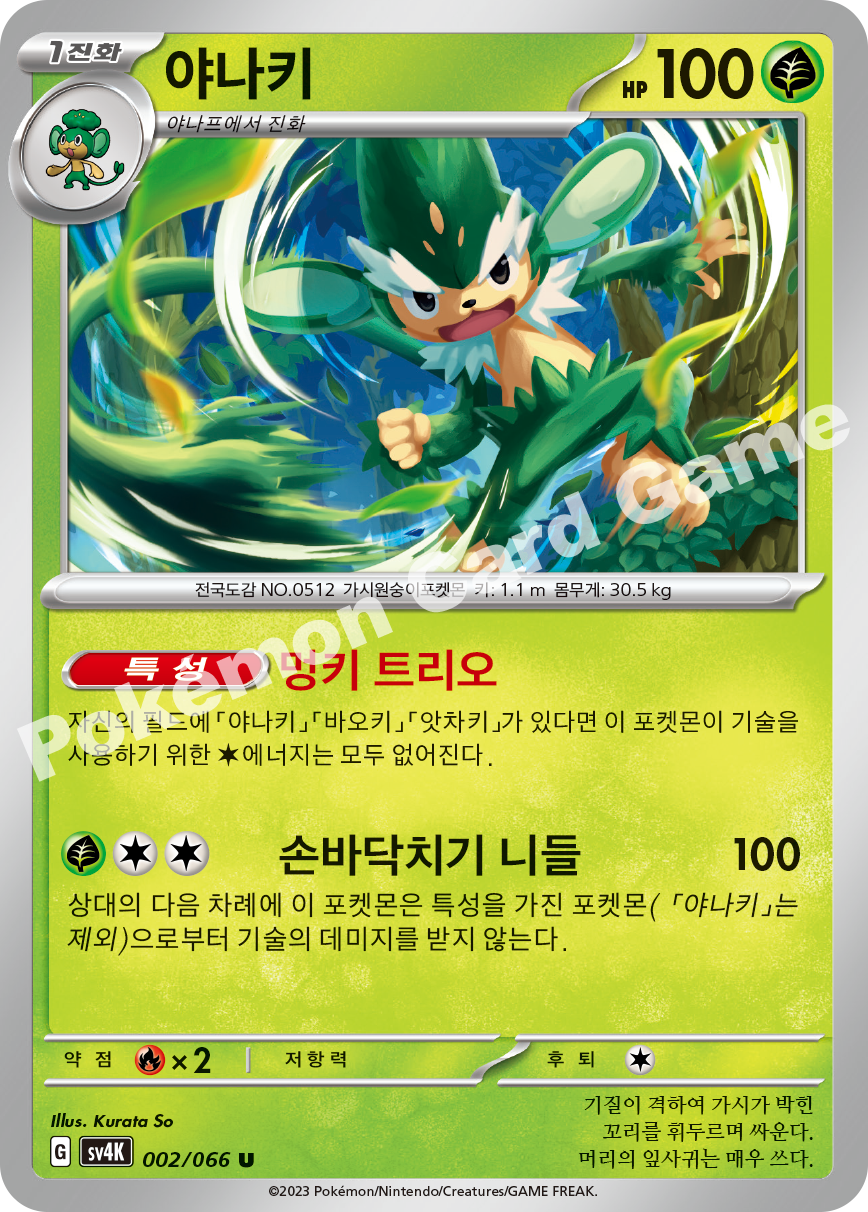 1진화
야나키
HP 100
야나프에서 진화
전국도감 NO.0512 가시원숭이포켓몬 키: 1.1 m 몸무게: 30.5 kg
특성 멍키 트리오
자신의 필드에 「야나키」 「바오키」 「앗차키」가 있다면 이 포켓몬이 기술을
사용하기 위한 에너지는 모두 없어진다.
손바닥치기 니들 100
상대의 다음 차례에 이 포켓몬은 특성을 가진 포켓몬( 「야나키」는
제외)으로부터 기술의 데미지를 받지 않는다.
약점 ×2 저항력 후퇴
Illus. Kurata So
G sv4K 002/066 U
기질이 격하여 가시가 박힌
꼬리를 휘두르며 싸운다.
머리의 잎사귀는 매우 쓰다.
©2023 Pokémon/Nintendo/Creatures/GAME FREAK.
Pokémon Card Game